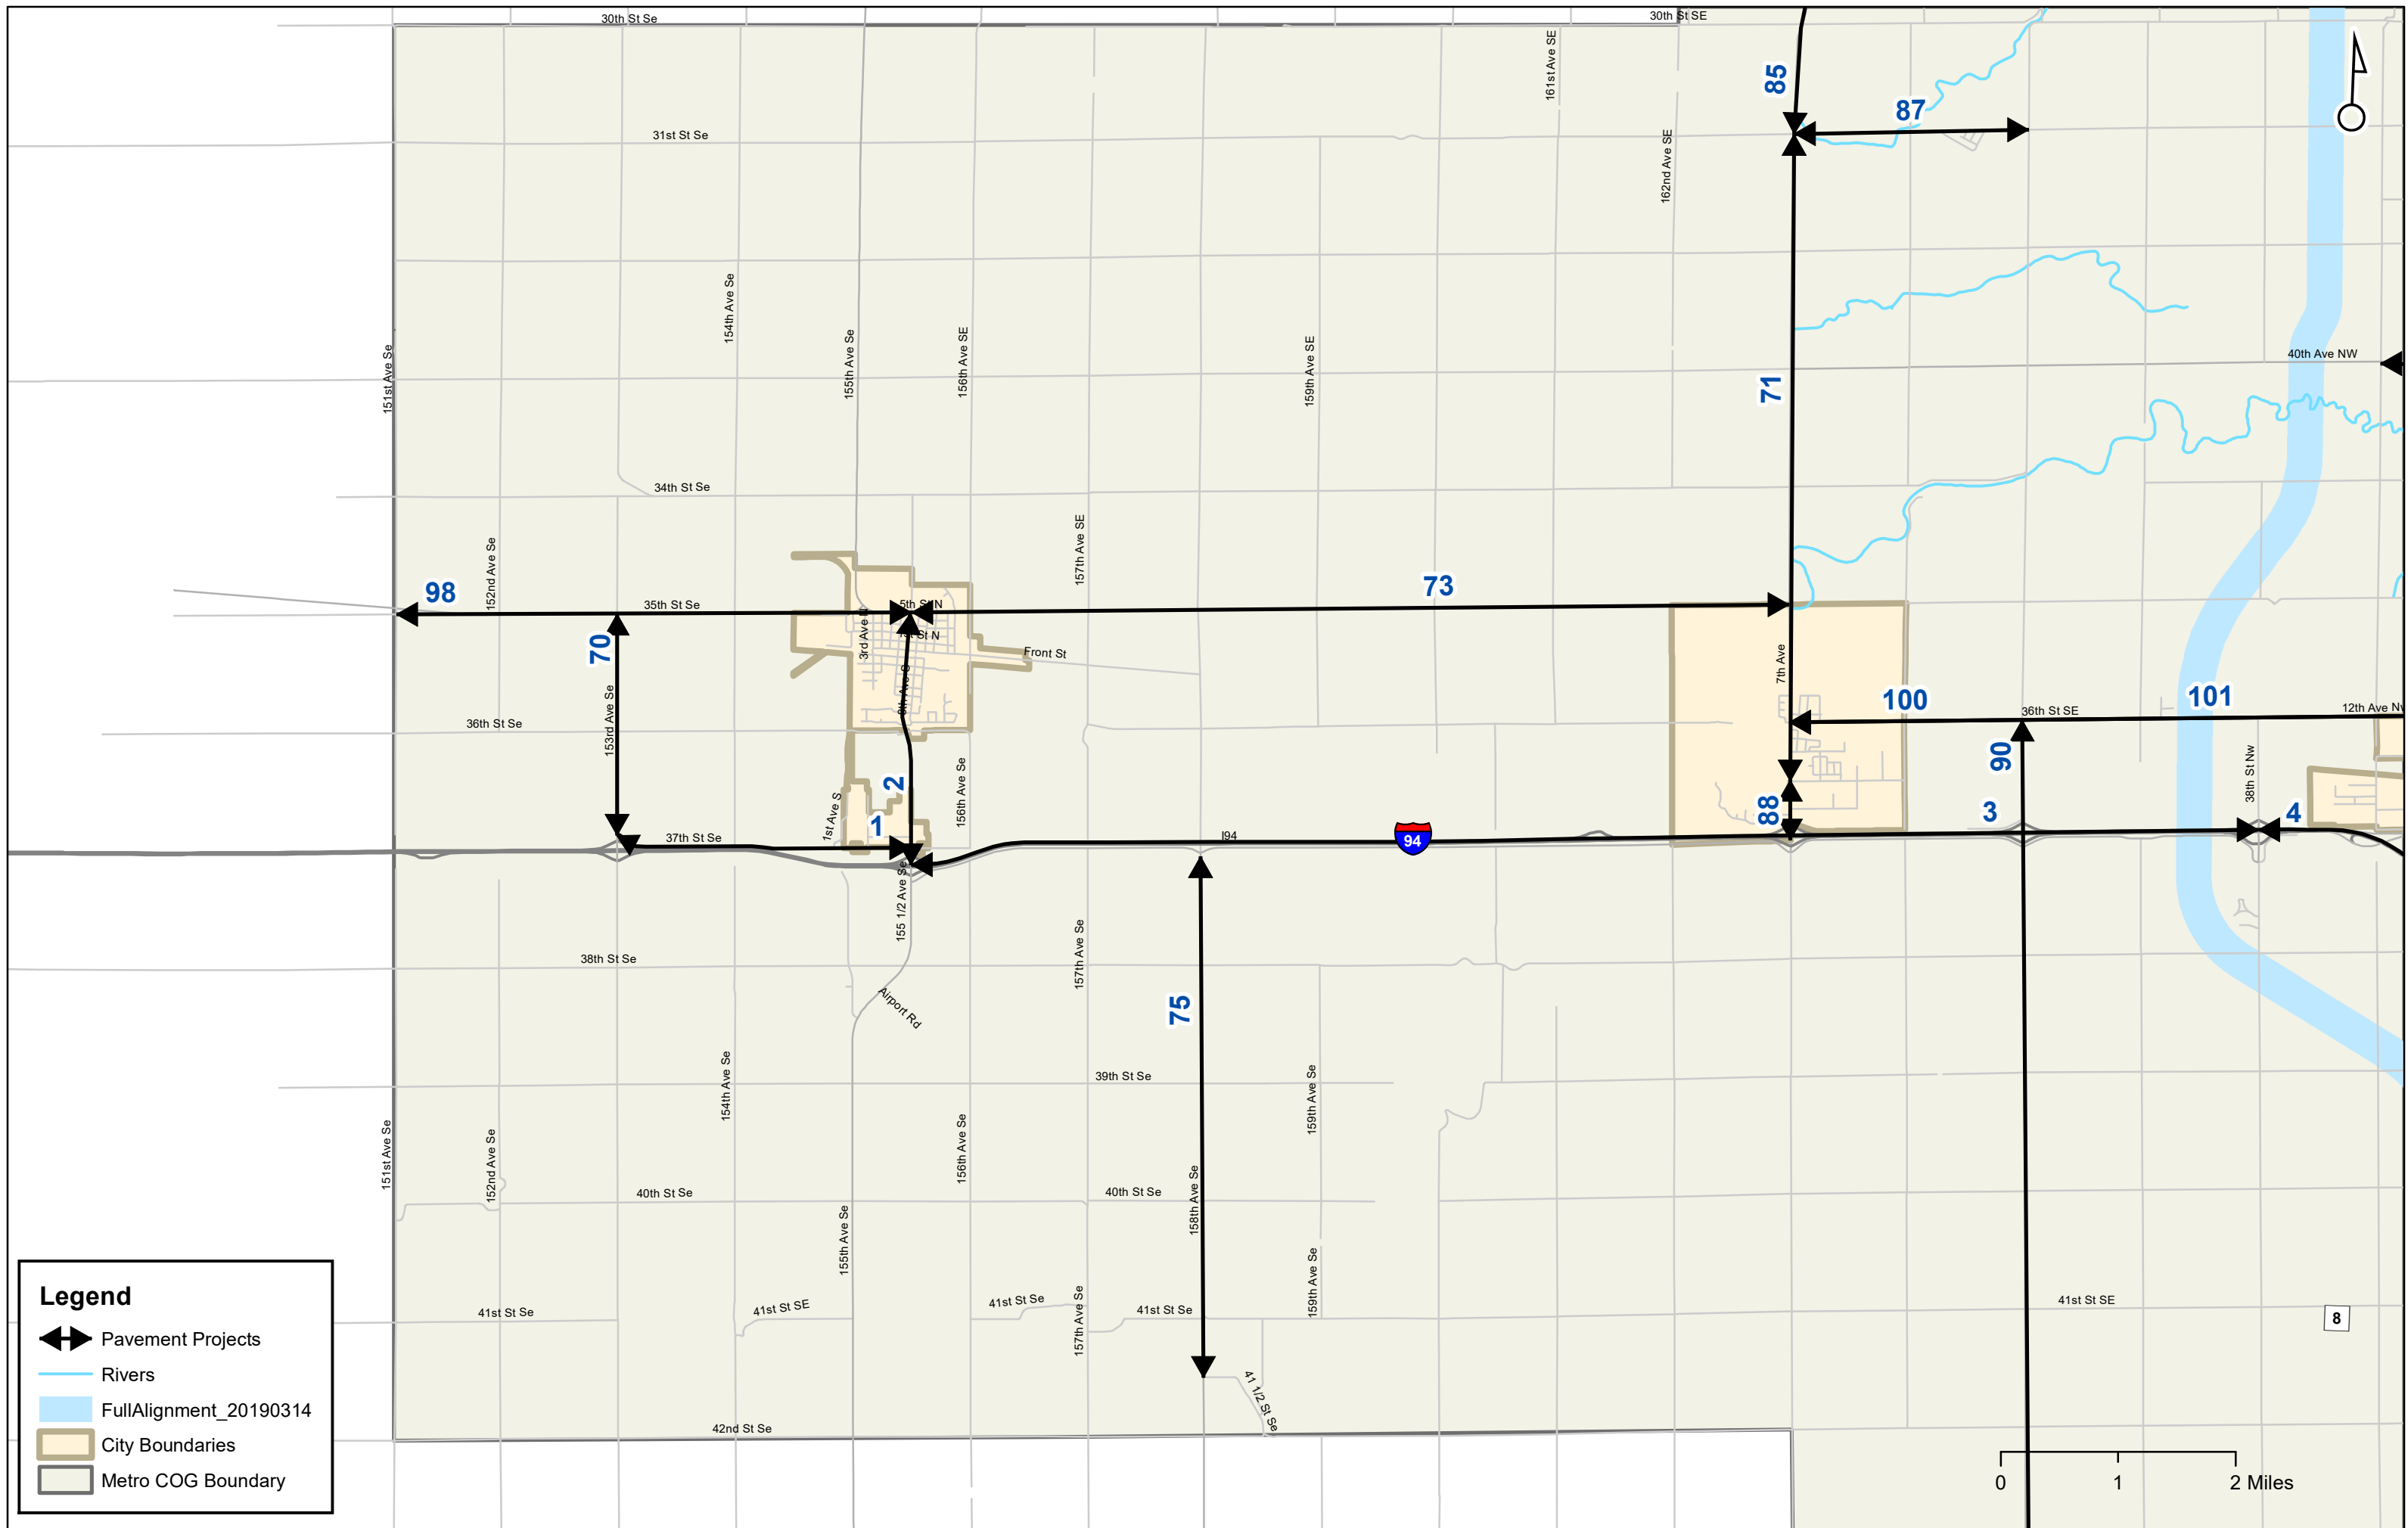 30th St Se
30th St SE
161st Ave SE
85
87
31st St Se
162nd Ave SE
154th Ave Se
155th Ave Se
156th Ave SE
159th Ave SE
151st Ave Se
40th Ave NW
71
34th St Se
152nd Ave Se
157th Ave SE
98
35th St Se
5th St N
73
70
3rd Ave N
1st St N
Front St
7th Ave
153rd Ave Se
36th St Se
100
36th St SE
101
12th Ave NW
90
38th St Nw
2
156th Ave Se
1st Ave S
1
88
3
4
37th St Se
I94
94
155 1/2 Ave Se
38th St Se
157th Ave Se
75
Airport Rd
154th Ave Se
39th St Se
159th Ave Se
151st Ave Se
152nd Ave Se
156th Ave Se
40th St Se
40th St Se
158th Ave Se
155th Ave Se
159th Ave Se
157th Ave Se
41st St Se
41st St SE
41st St Se
41st St Se
41st St SE
8
41 1/2 St Se
42nd St Se
Legend
Pavement Projects
Rivers
FullAlignment_20190314
City Boundaries
Metro COG Boundary
0 1 2 Miles